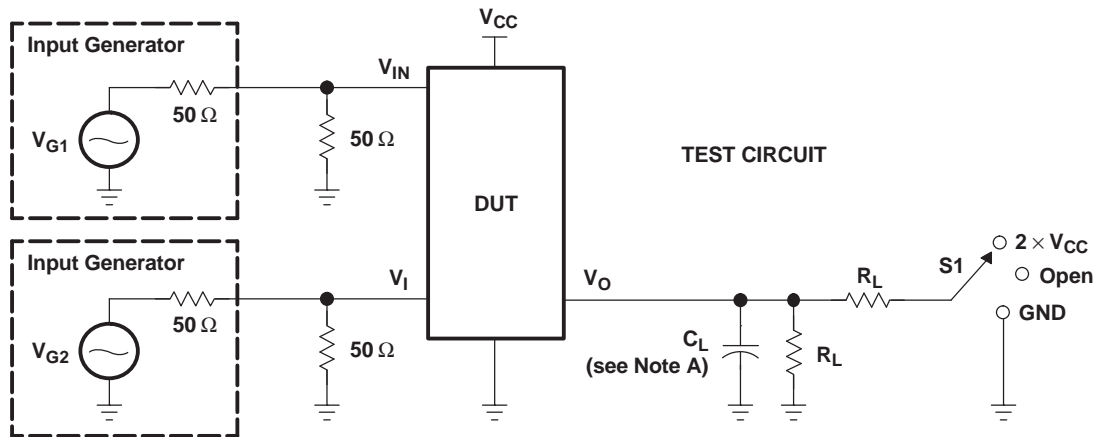 V_CC
Input Generator
V_IN
50 Ω
V_G1
50 Ω
TEST CIRCUIT
DUT
Input Generator
2 × V_CC
S1
Open
V_I
V_O
R_L
GND
50 Ω
V_G2
50 Ω
C_L
(see Note A)
R_L